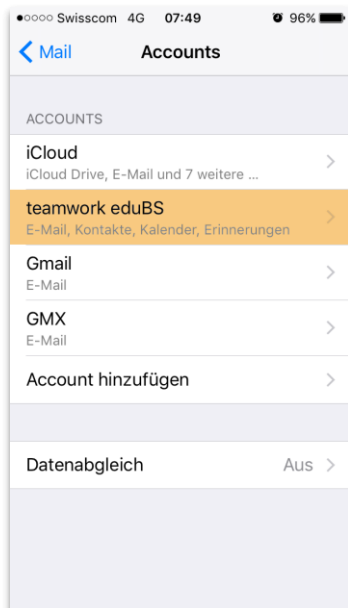 Swisscom 4G 07:49 96%
Mail Accounts
ACCOUNTS
iCloud
iCloud Drive, E-Mail und 7 weitere ...
teamwork eduBS
E-Mail, Kontakte, Kalender, Erinnerungen
Gmail
E-Mail
GMX
E-Mail
Account hinzufügen
Datenabgleich Aus